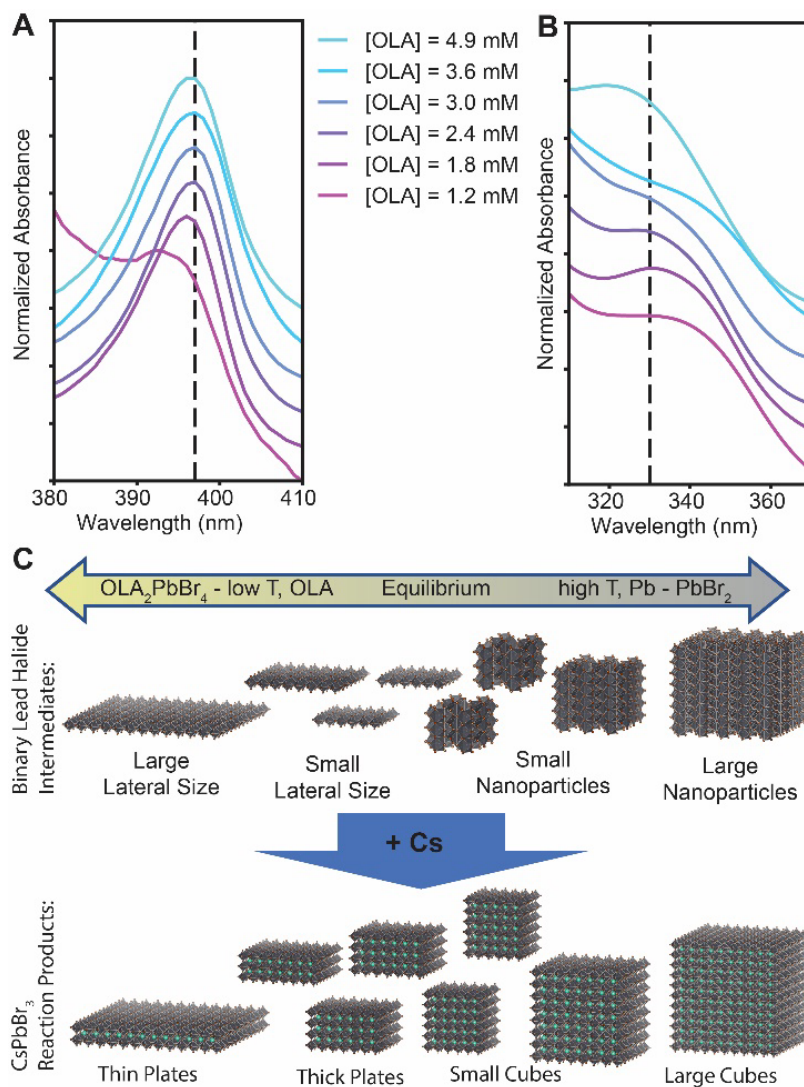 A
Normalized Absorbance
380 390 400 410
Wavelength (nm)
[OLA] = 4.9 mM
[OLA] = 3.6 mM
[OLA] = 3.0 mM
[OLA] = 2.4 mM
[OLA] = 1.8 mM
[OLA] = 1.2 mM
B
Normalized Absorbance
320 340 360
Wavelength (nm)
C
OLA₂PbBr₄ - low T, OLA Equilibrium high T, Pb - PbBr₂
Binary Lead Halide
Intermediates:
Large
Lateral Size
Small
Lateral Size
Small
Nanoparticles
Large
Nanoparticles
+ Cs
CsPbBr₃
Reaction Products:
Thin Plates
Thick Plates
Small Cubes
Large Cubes